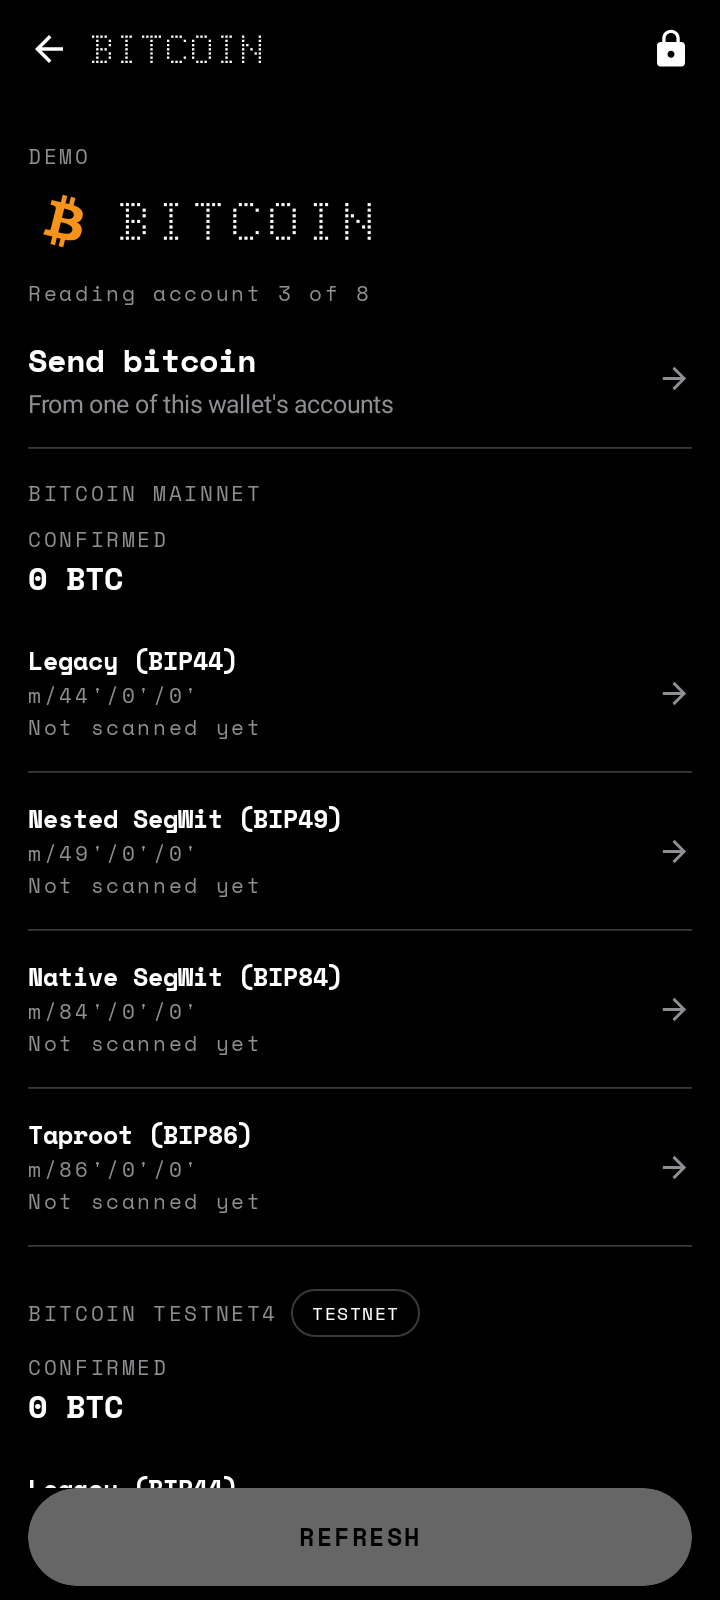 BITCOIN
DEMO
BITCOIN
Reading account 3 of 8
Send bitcoin
From one of this wallet's accounts
BITCOIN MAINNET
CONFIRMED
0 BTC
Legacy (BIP44)
m/44'/0'/0'
Not scanned yet
Nested SegWit (BIP49)
m/49'/0'/0'
Not scanned yet
Native SegWit (BIP84)
m/84'/0'/0'
Not scanned yet
Taproot (BIP86)
m/86'/0'/0'
Not scanned yet
BITCOIN TESTNET4 TESTNET
CONFIRMED
0 BTC
Legacy (BIP44)
REFRESH